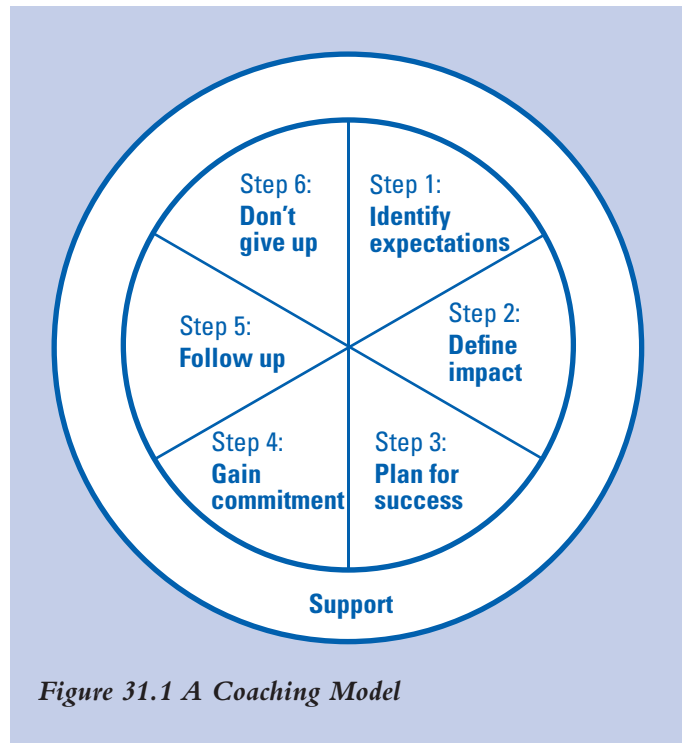 Step 1:
Identify
expectations
Step 2:
Define
impact
Step 3:
Plan for
success
Step 4:
Gain
commitment
Step 5:
Follow up
Step 6:
Don't
give up
Support
Figure 31.1 A Coaching Model